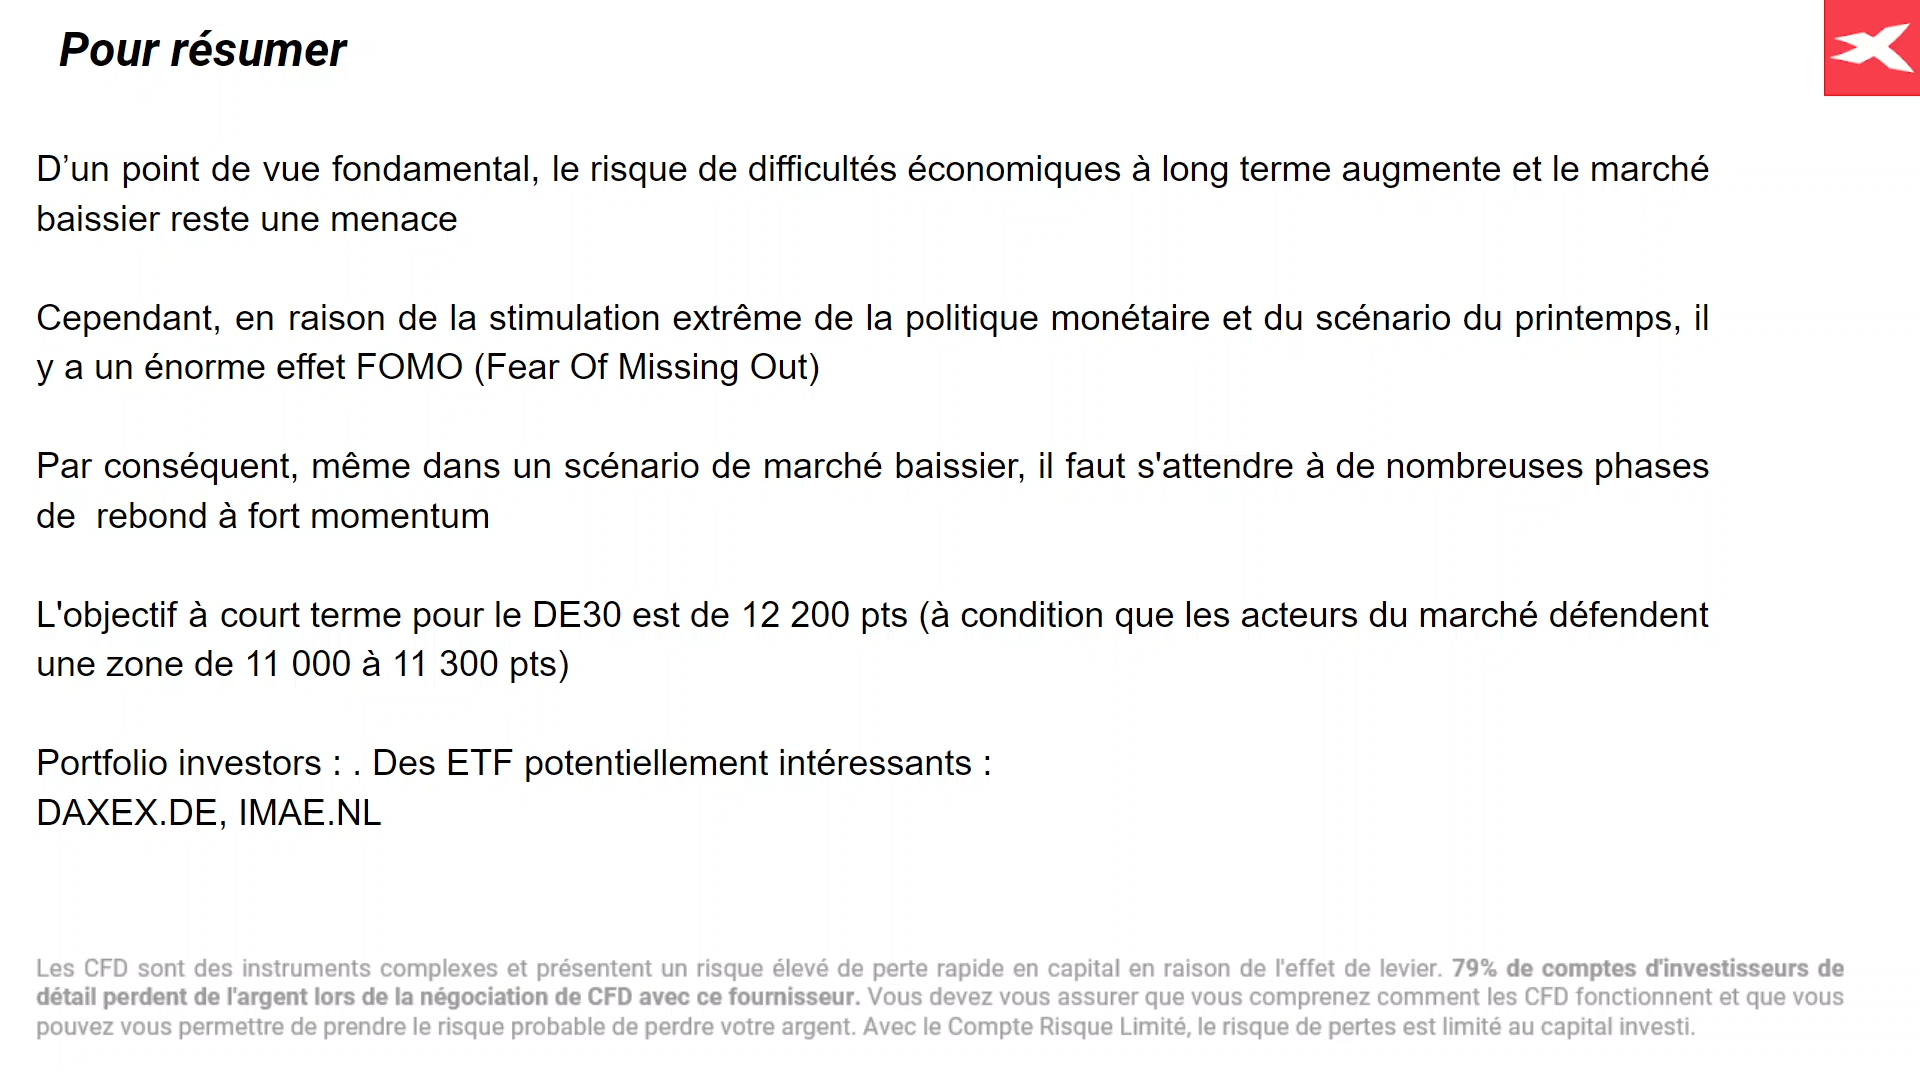 Pour résumer
D’un point de vue fondamental, le risque de difficultés économiques à long terme augmente et le marché
baissier reste une menace
Cependant, en raison de la stimulation extrême de la politique monétaire et du scénario du printemps, il
y a un énorme effet FOMO (Fear Of Missing Out)
Par conséquent, même dans un scénario de marché baissier, il faut s'attendre à de nombreuses phases
de  rebond à fort momentum
L'objectif à court terme pour le DE30 est de 12 200 pts (à condition que les acteurs du marché défendent
une zone de 11 000 à 11 300 pts)
Portfolio investors : . Des ETF potentiellement intéressants :
DAXEX.DE, IMAE.NL
Les CFD sont des instruments complexes et présentent un risque élevé de perte rapide en capital en raison de l'effet de levier. 79% de comptes d'investisseurs de
détail perdent de l'argent lors de la négociation de CFD avec ce fournisseur. Vous devez vous assurer que vous comprenez comment les CFD fonctionnent et que vous
pouvez vous permettre de prendre le risque probable de perdre votre argent. Avec le Compte Risque Limité, le risque de pertes est limité au capital investi.